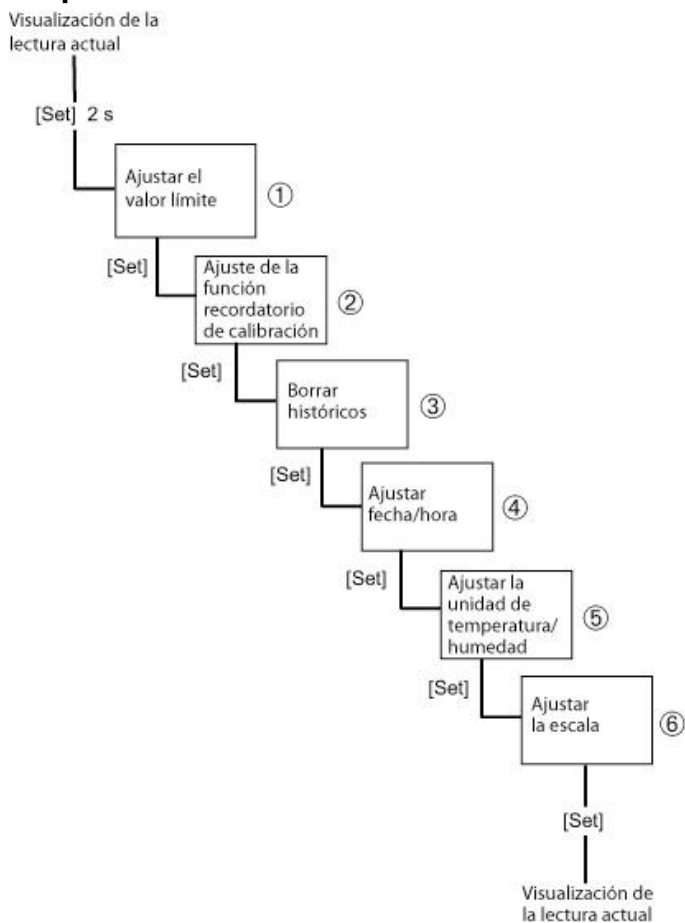 Visualización de la
lectura actual
[Set] 2 s
Ajustar el
valor límite
①
[Set]
Ajuste de la
función
recordatorio
de calibración
②
[Set]
Borrar
históricos
③
[Set]
Ajustar
fecha/hora
④
[Set]
Ajustar la
unidad de
temperatura/
humedad
⑤
[Set]
Ajustar
la escala
⑥
[Set]
Visualización de
la lectura actual